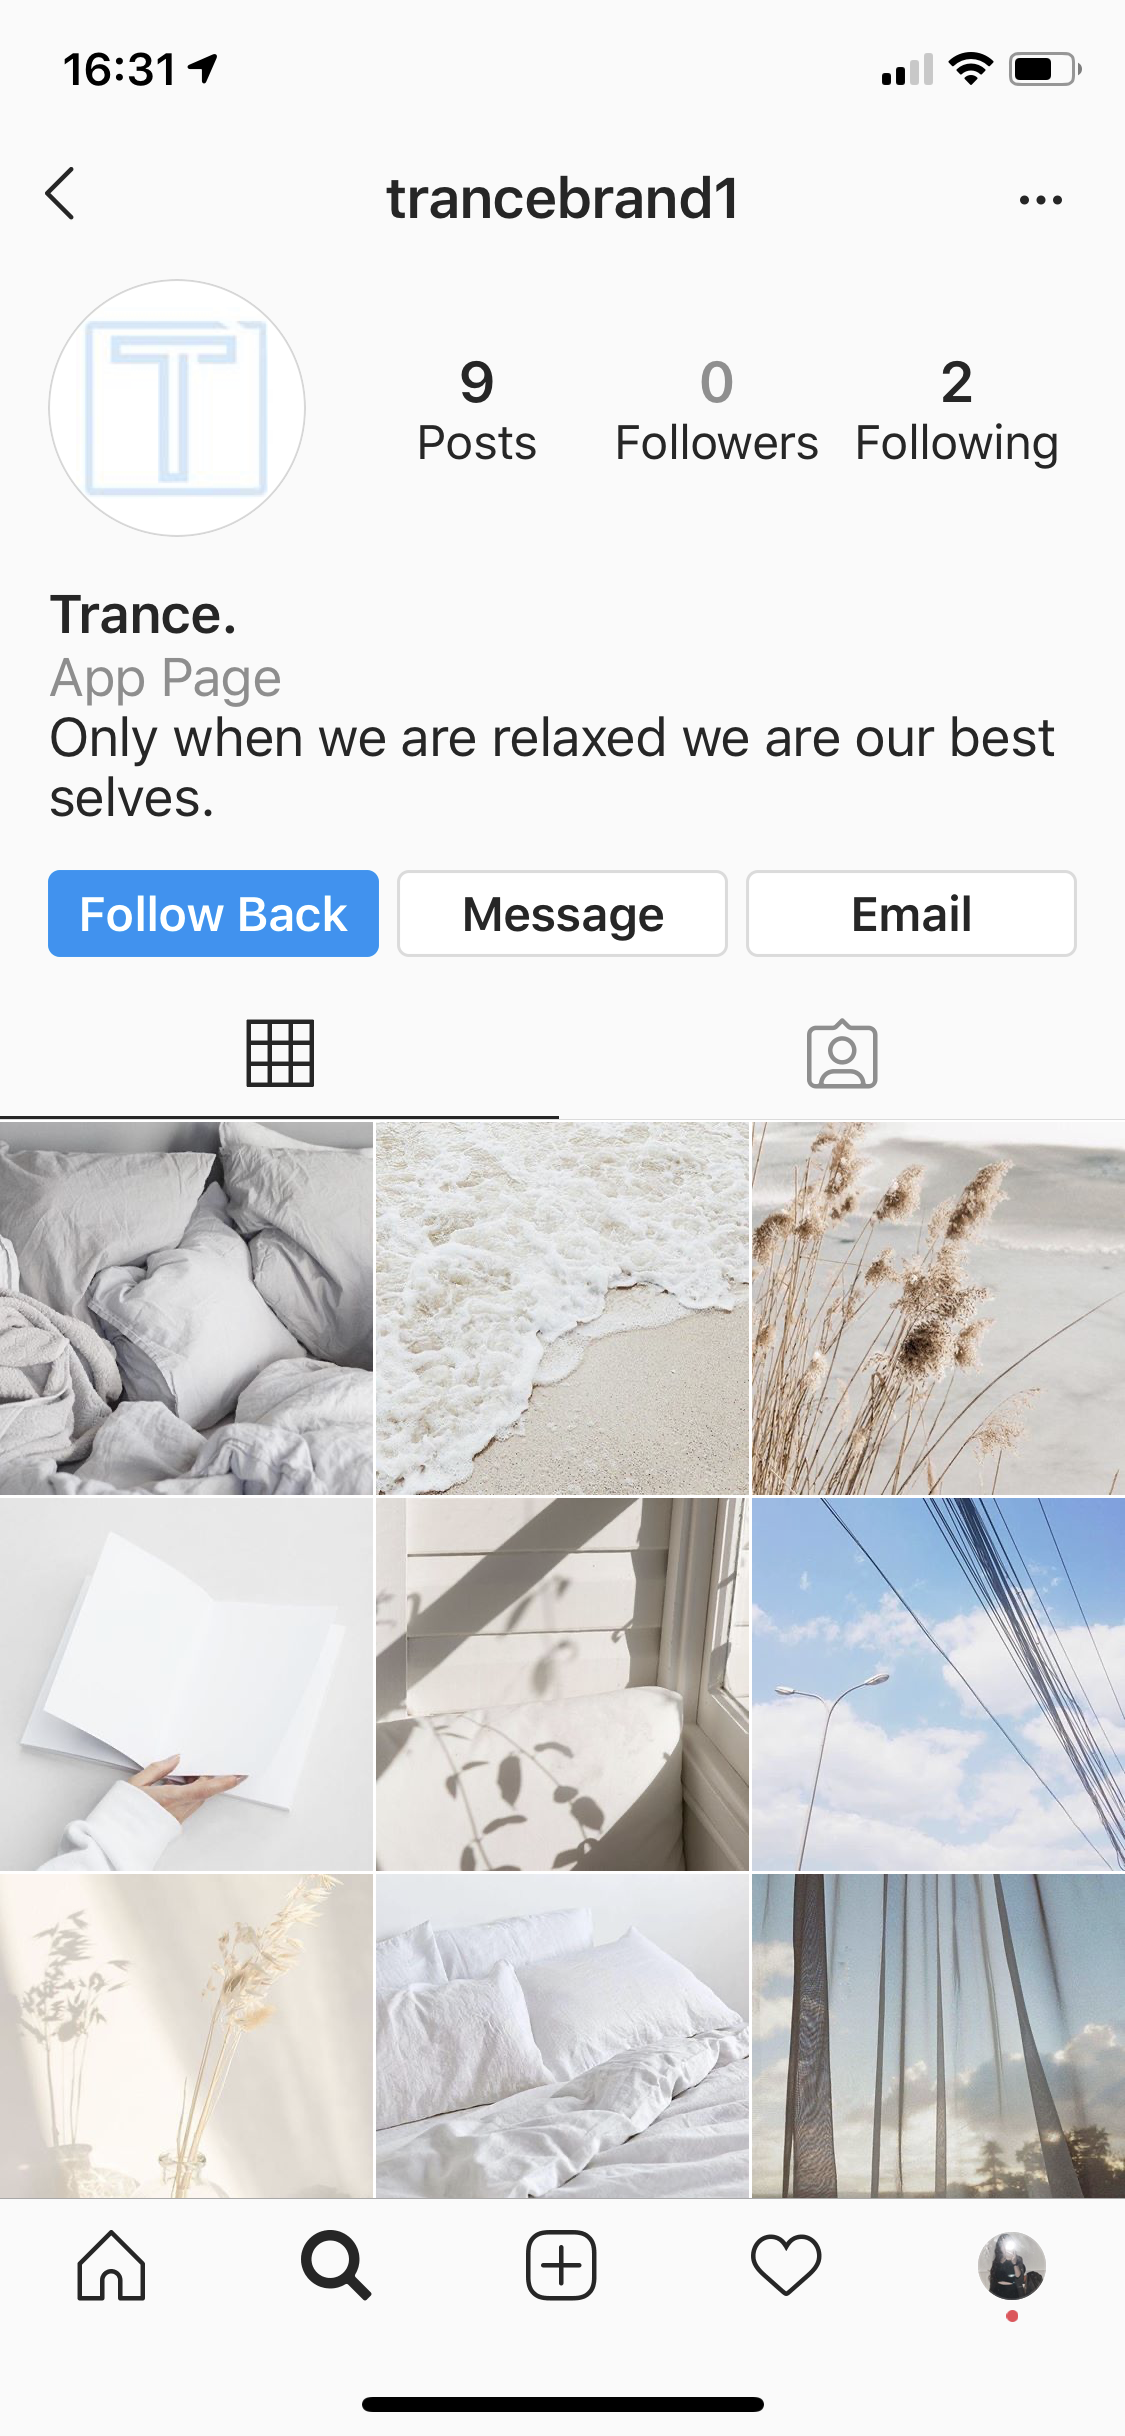 16:31
trancebrand1
T
9 0 2
Posts Followers Following
Trance.
App Page
Only when we are relaxed we are our best
selves.
Follow Back Message Email